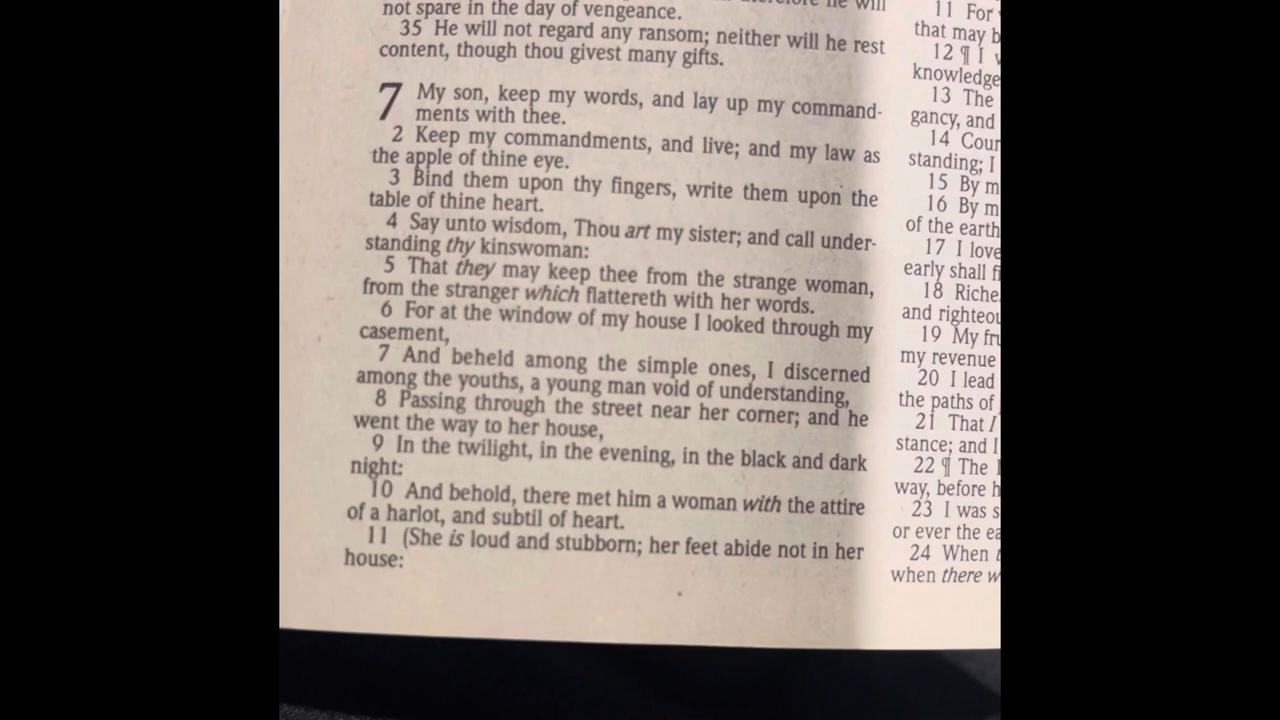 he will
not spare in the day of vengeance.
35 He will not regard any ransom; neither will he rest
content, though thou givest many gifts.
7 My son, keep my words, and lay up my command-
ments with thee.
2 Keep my commandments, and live; and my law as
the apple of thine eye.
3 Bind them upon thy fingers, write them upon the
table of thine heart.
4 Say unto wisdom, Thou art my sister; and call under-
standing thy kinswoman:
5 That they may keep thee from the strange woman,
from the stranger which flattereth with her words.
6 For at the window of my house I looked through my
casement,
7 And beheld among the simple ones, I discerned
among the youths, a young man void of understanding,
8 Passing through the street near her corner; and he
went the way to her house,
9 In the twilight, in the evening, in the black and dark
night:
10 And behold, there met him a woman with the attire
of a harlot, and subtil of heart.
11 (She is loud and stubborn; her feet abide not in her
house:
11 For
that may b
12 ¶ I
knowledge
13 The
gancy, and
14 Coun
standing; I
15 By m
16 By m
of the earth
17 I love
early shall fi
18 Riche
and righteou
19 My fru
my revenue
20 I lead
the paths of
21 That I
stance; and I
22 ¶ The
way, before h
23 I was s
or ever the ea
24 When
when there w